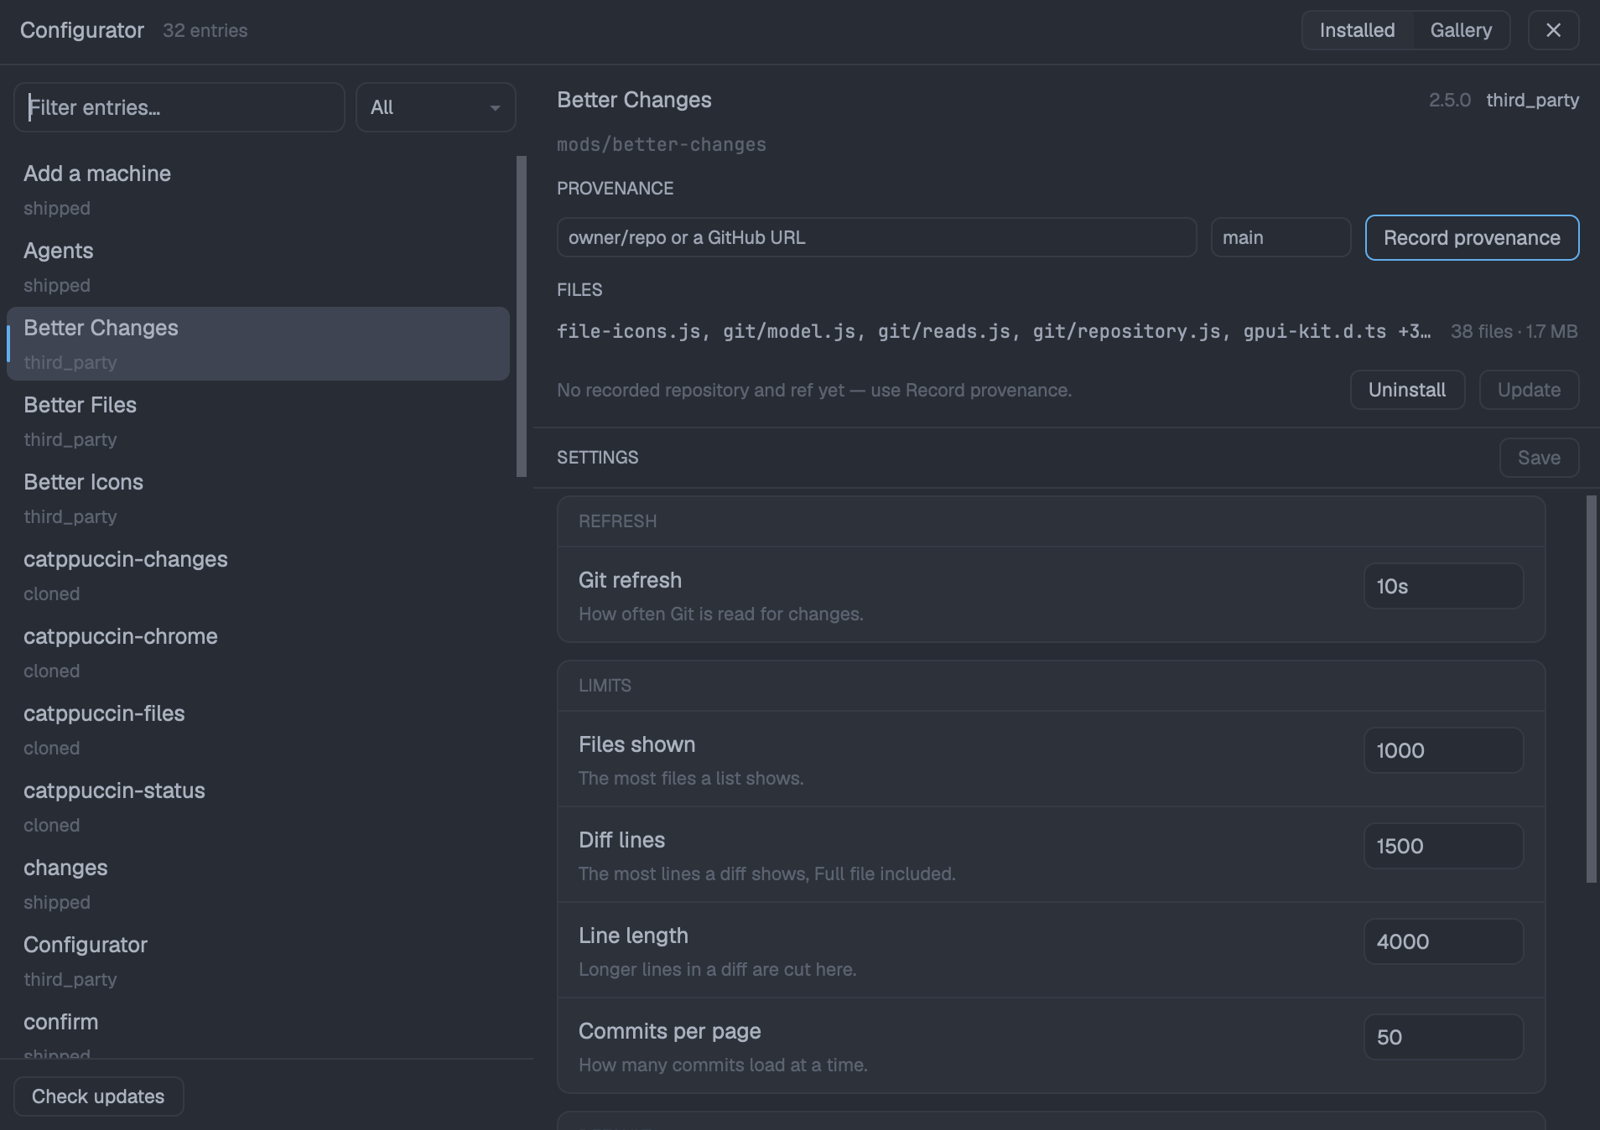 Configurator 32 entries
Installed Gallery
Filter entries...
All
Add a machine
shipped
Agents
shipped
Better Changes
third_party
Better Files
third_party
Better Icons
third_party
catppuccin-changes
cloned
catppuccin-chrome
cloned
catppuccin-files
cloned
catppuccin-status
cloned
changes
shipped
Configurator
third_party
confirm
shipped
Check updates
Better Changes
2.5.0 third_party
mods/better-changes
PROVENANCE
owner/repo or a GitHub URL
main
Record provenance
FILES
file-icons.js, git/model.js, git/reads.js, git/repository.js, gpui-kit.d.ts +3… 38 files · 1.7 MB
No recorded repository and ref yet — use Record provenance.
Uninstall
Update
SETTINGS
Save
REFRESH
Git refresh
How often Git is read for changes.
10s
LIMITS
Files shown
The most files a list shows.
1000
Diff lines
The most lines a diff shows, Full file included.
1500
Line length
Longer lines in a diff are cut here.
4000
Commits per page
How many commits load at a time.
50